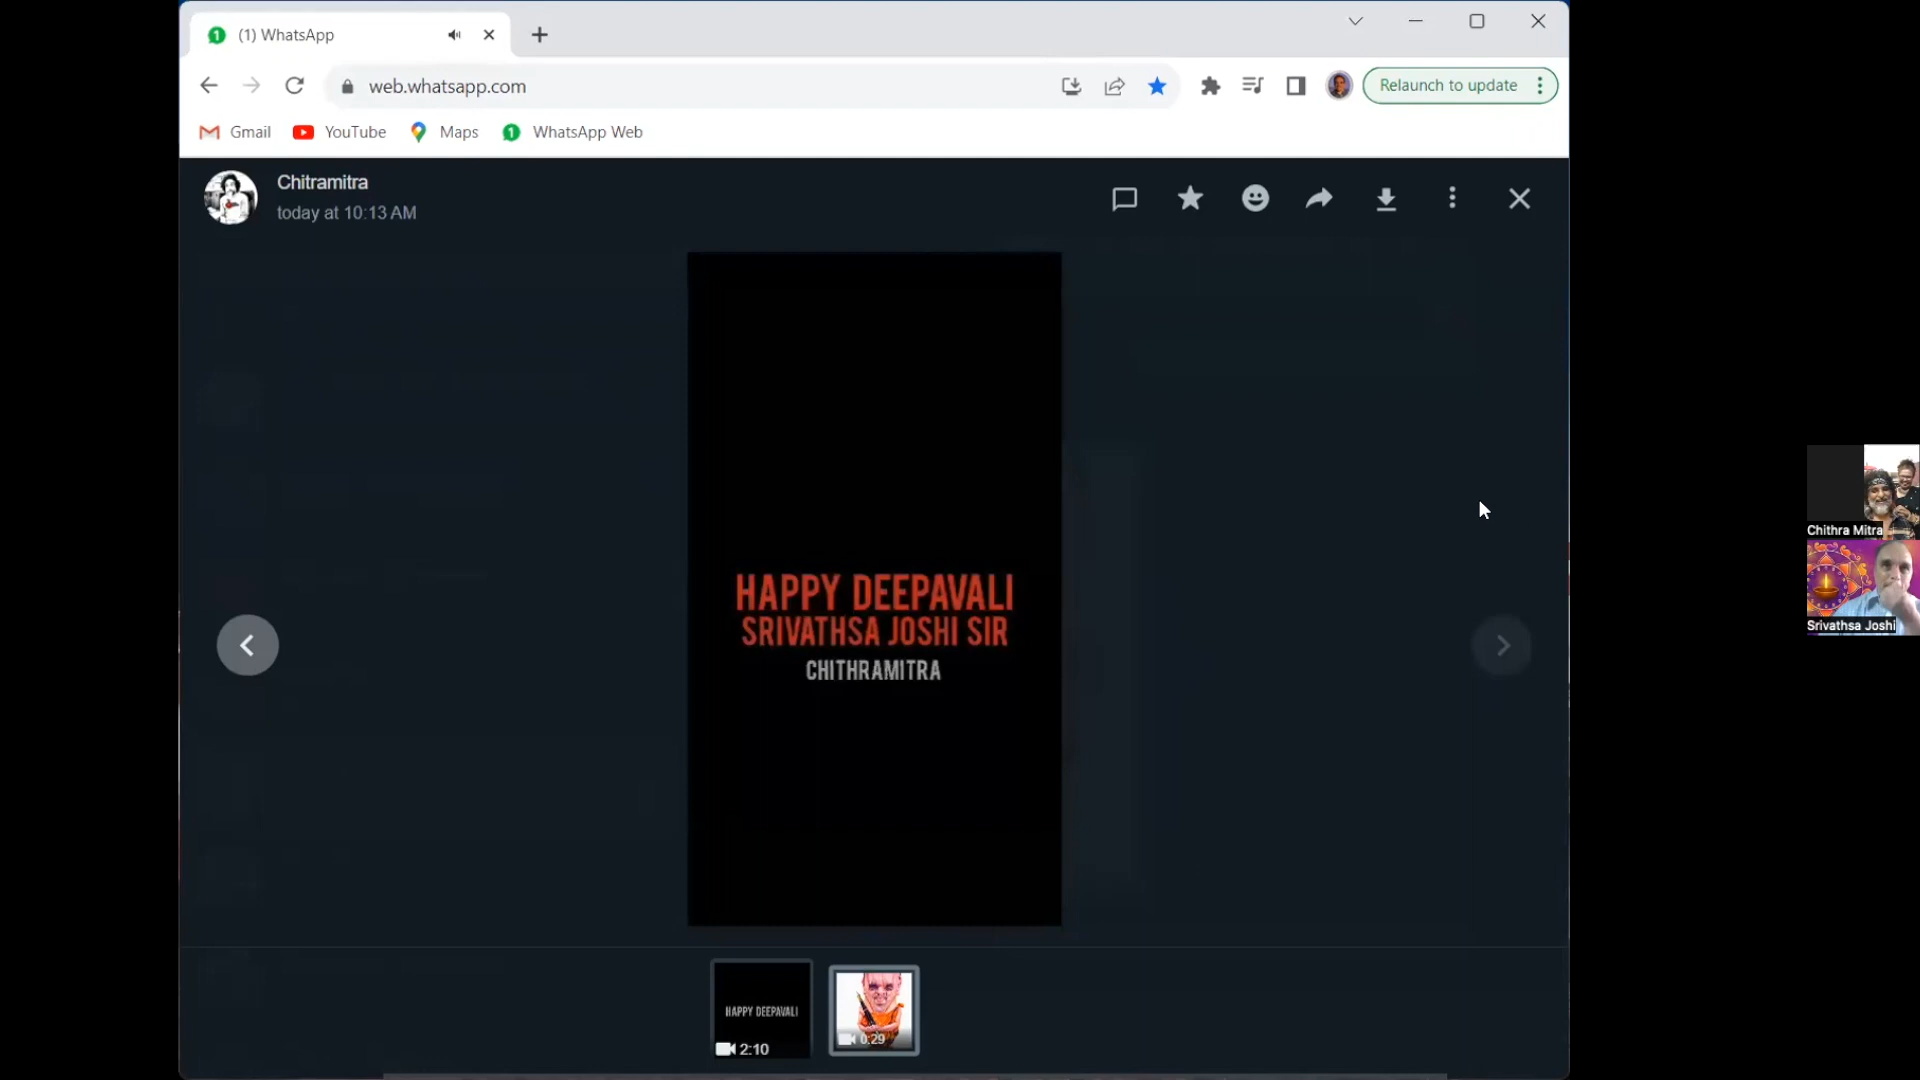 (1) WhatsApp
web.whatsapp.com
Relaunch to update
Gmail
YouTube
Maps
WhatsApp Web
Chitramitra
today at 10:13 AM
HAPPY DEEPAVALI
SRIVATHSA JOSHI SIR
CHITHRAMITRA
Chithra Mitra
Srivathsa Joshi
HAPPY DEEPAVALI
2:10
0:29